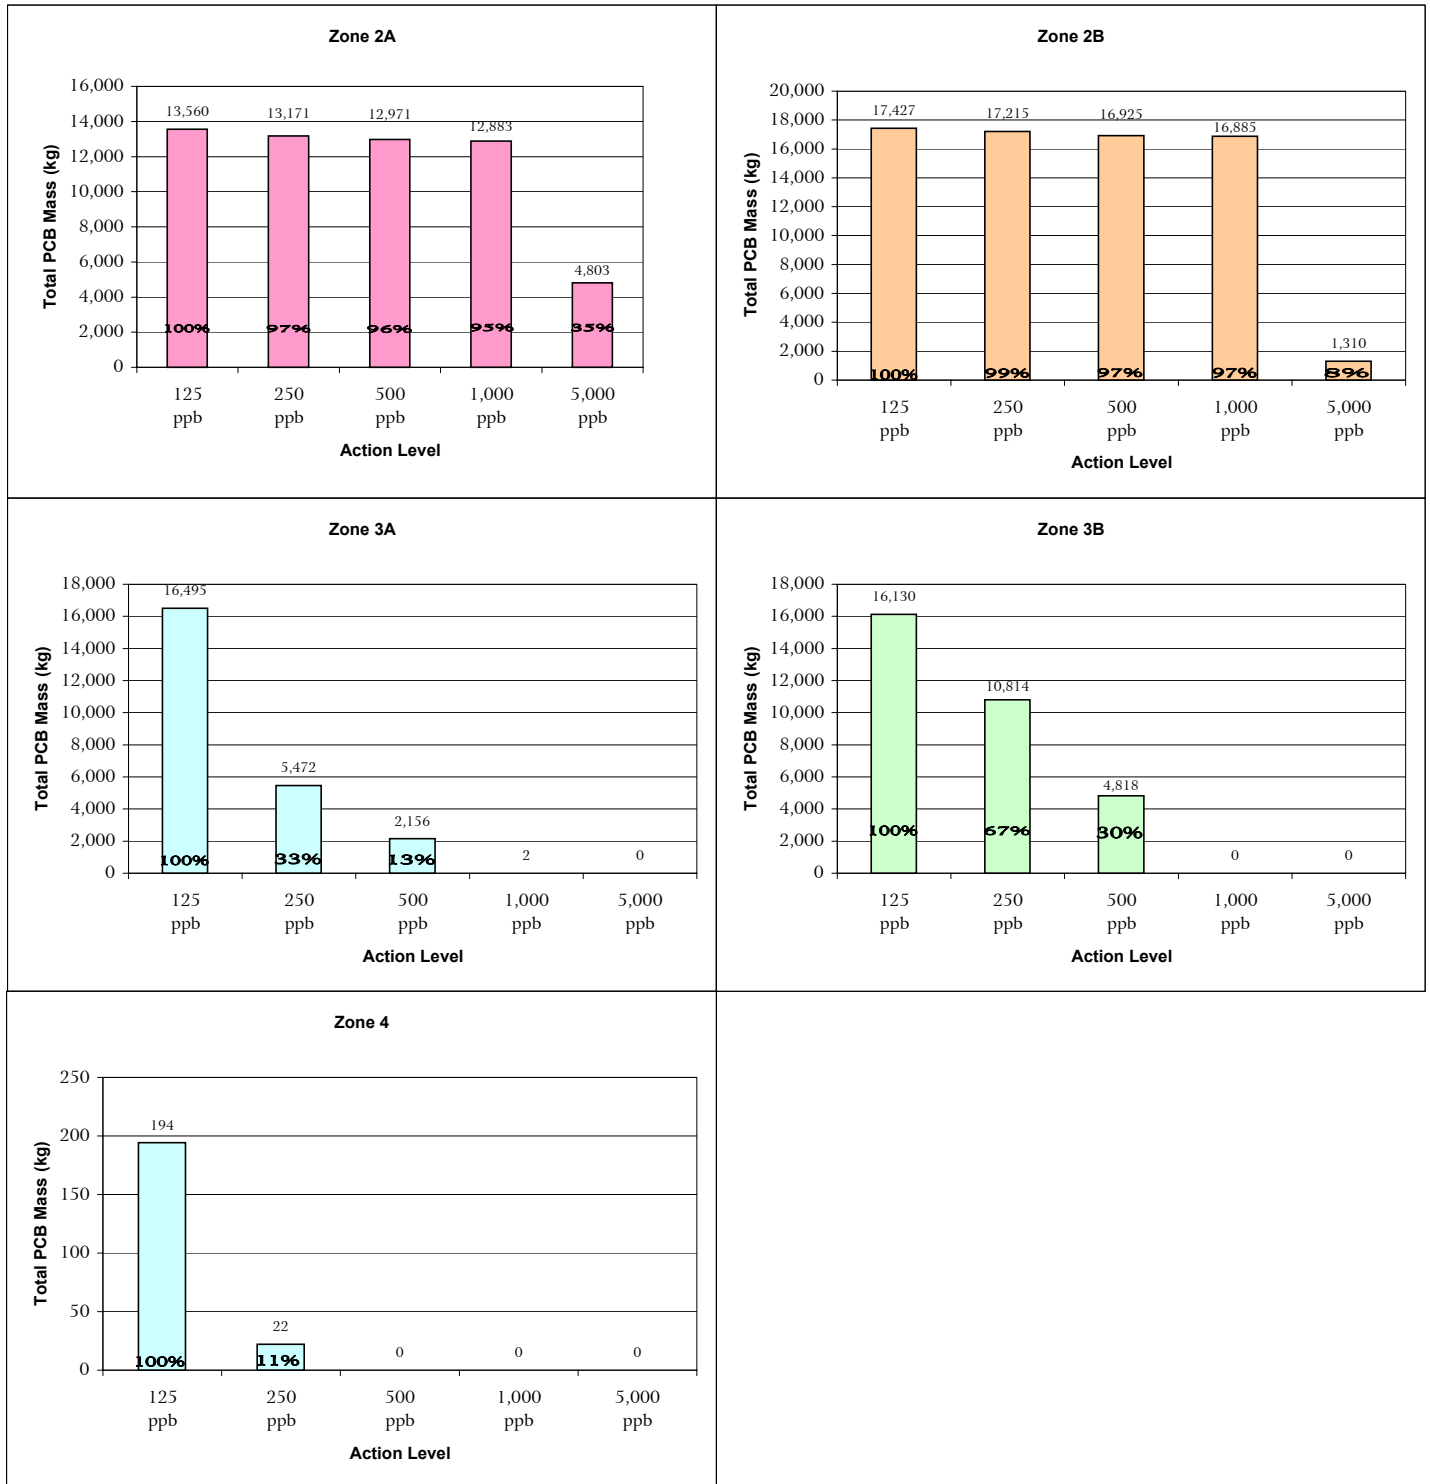 Zone 2A
Total PCB Mass (kg)
16,000
14,000
12,000
10,000
8,000
6,000
4,000
2,000
0
13,560
13,171
12,971
12,883
4,803
100%
97%
96%
95%
35%
125 ppb
250 ppb
500 ppb
1,000 ppb
5,000 ppb
Action Level
Zone 2B
Total PCB Mass (kg)
20,000
18,000
16,000
14,000
12,000
10,000
8,000
6,000
4,000
2,000
0
17,427
17,215
16,925
16,885
1,310
100%
99%
97%
97%
125 ppb
250 ppb
500 ppb
1,000 ppb
5,000 ppb
Action Level
Zone 3A
Total PCB Mass (kg)
18,000
16,000
14,000
12,000
10,000
8,000
6,000
4,000
2,000
0
16,495
5,472
2,156
2
0
100%
33%
13%
125 ppb
250 ppb
500 ppb
1,000 ppb
5,000 ppb
Action Level
Zone 3B
Total PCB Mass (kg)
18,000
16,000
14,000
12,000
10,000
8,000
6,000
4,000
2,000
0
16,130
10,814
4,818
0
0
100%
67%
30%
125 ppb
250 ppb
500 ppb
1,000 ppb
5,000 ppb
Action Level
Zone 4
Total PCB Mass (kg)
250
200
150
100
50
0
194
22
0
0
0
100%
11%
125 ppb
250 ppb
500 ppb
1,000 ppb
5,000 ppb
Action Level